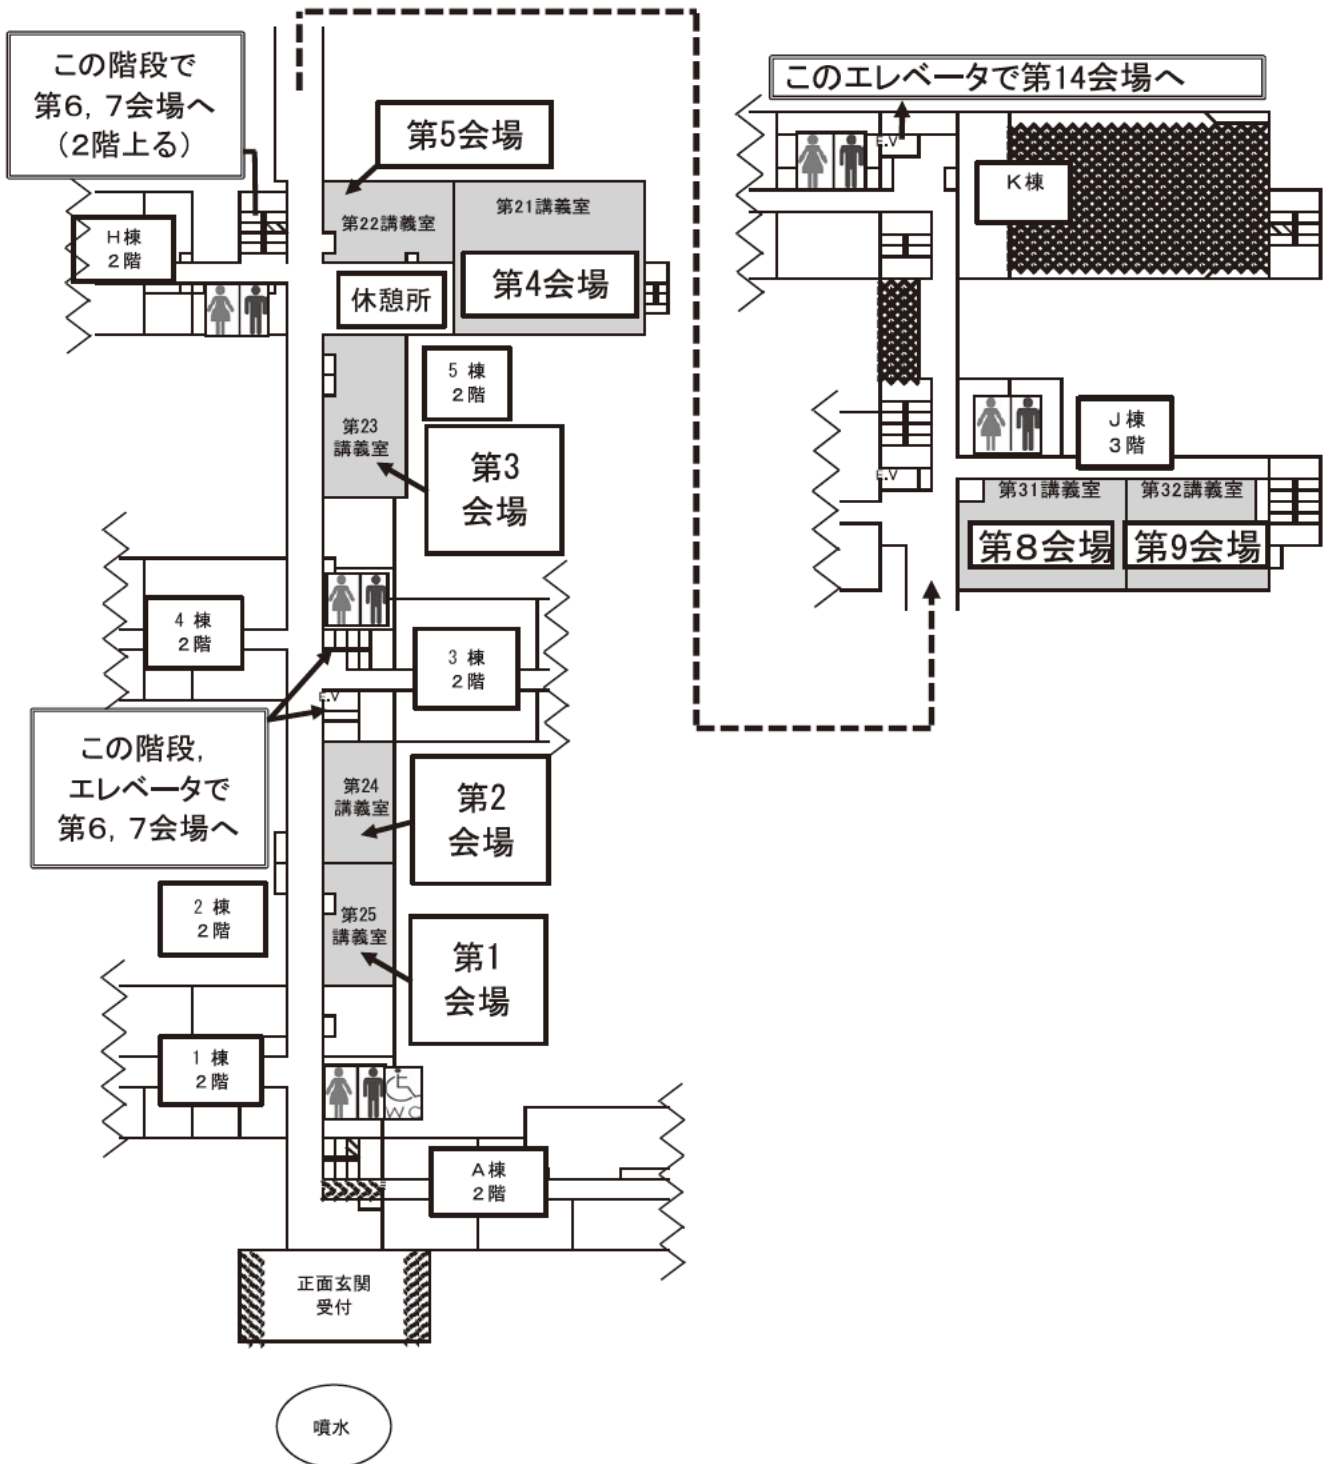 この階段で
第6，7会場へ
（2階上る）
第5会場
第22講義室
第21講義室
第4会場
休憩所
H棟
2階
5 棟
2階
第23
講義室
第3
会場
4 棟
2階
3 棟
2階
E.V
この階段，
エレベータで
第6，7会場へ
第24
講義室
第2
会場
2 棟
2階
第25
講義室
第1
会場
1 棟
2階
WC
A棟
2階
正面玄関
受付
噴水
このエレベータで第14会場へ
E.V
K棟
J棟
3階
E.V
第31講義室
第32講義室
第8会場
第9会場